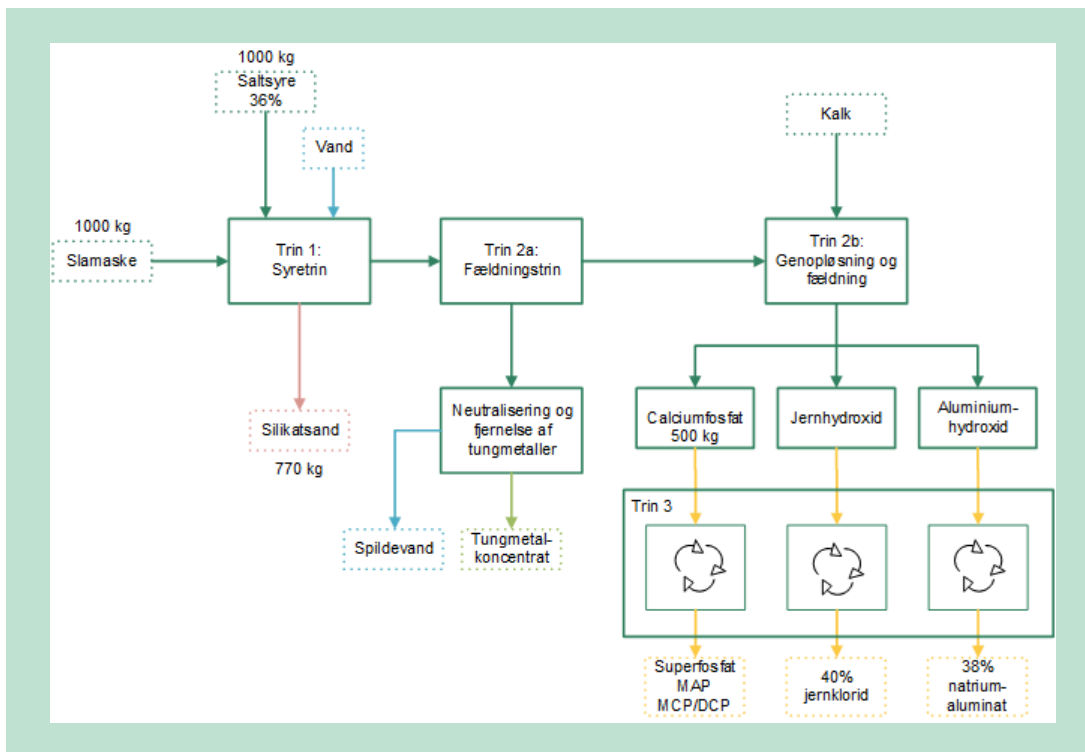 1000 kg
Saltsyre
36%
Vand
Kalk
1000 kg
Slamaske
Trin 1:
Syretrin
Trin 2a:
Fældningstrin
Trin 2b:
Genopløsning og
fældning
Silikatsand
770 kg
Neutralisering og
fjernelse af
tungmetaller
Spildevand
Tungmetal-
koncentrat
Calciumfosfat
500 kg
Jernhydroxid
Aluminium-
hydroxid
Trin 3
Superfosfat
MAP
MCP/DCP
40%
jernklorid
38%
natrium-
aluminat